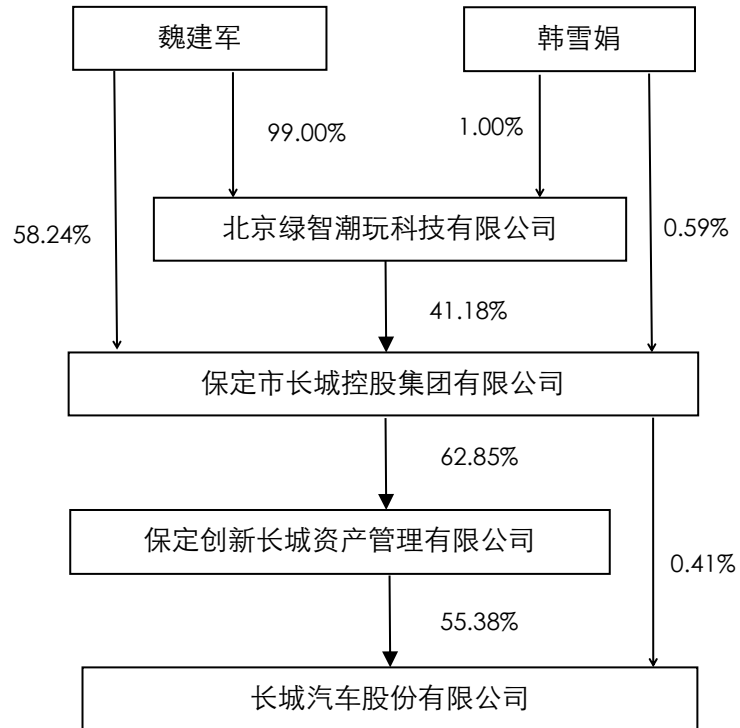 魏建军
韩雪娟
99.00%
1.00%
58.24%
北京绿智潮玩科技有限公司
0.59%
41.18%
保定市长城控股集团有限公司
62.85%
保定创新长城资产管理有限公司
0.41%
55.38%
长城汽车股份有限公司